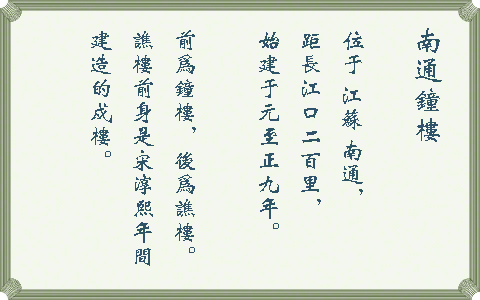 南通鐘樓
位于江蘇南通，
距長江口二百里，
始建于元至正九年。
前爲鐘樓，後爲譙樓。
譙樓前身是宋淳熙年間
建造的戍樓。